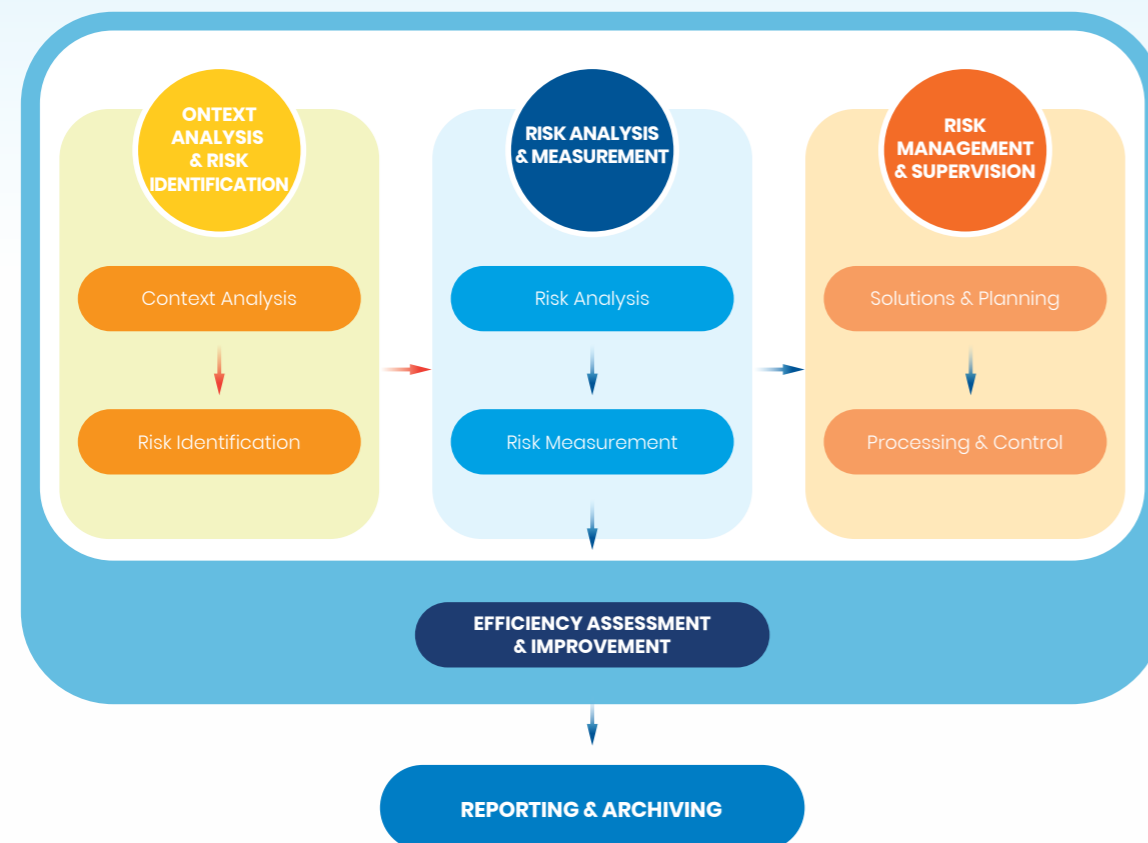 ONTEXT
ANALYSIS
& RISK
IDENTIFICATION
Context Analysis
Risk Identification
RISK ANALYSIS
& MEASUREMENT
Risk Analysis
Risk Measurement
RISK
MANAGEMENT
& SUPERVISION
Solutions & Planning
Processing & Control
EFFICIENCY ASSESSMENT
& IMPROVEMENT
REPORTING & ARCHIVING